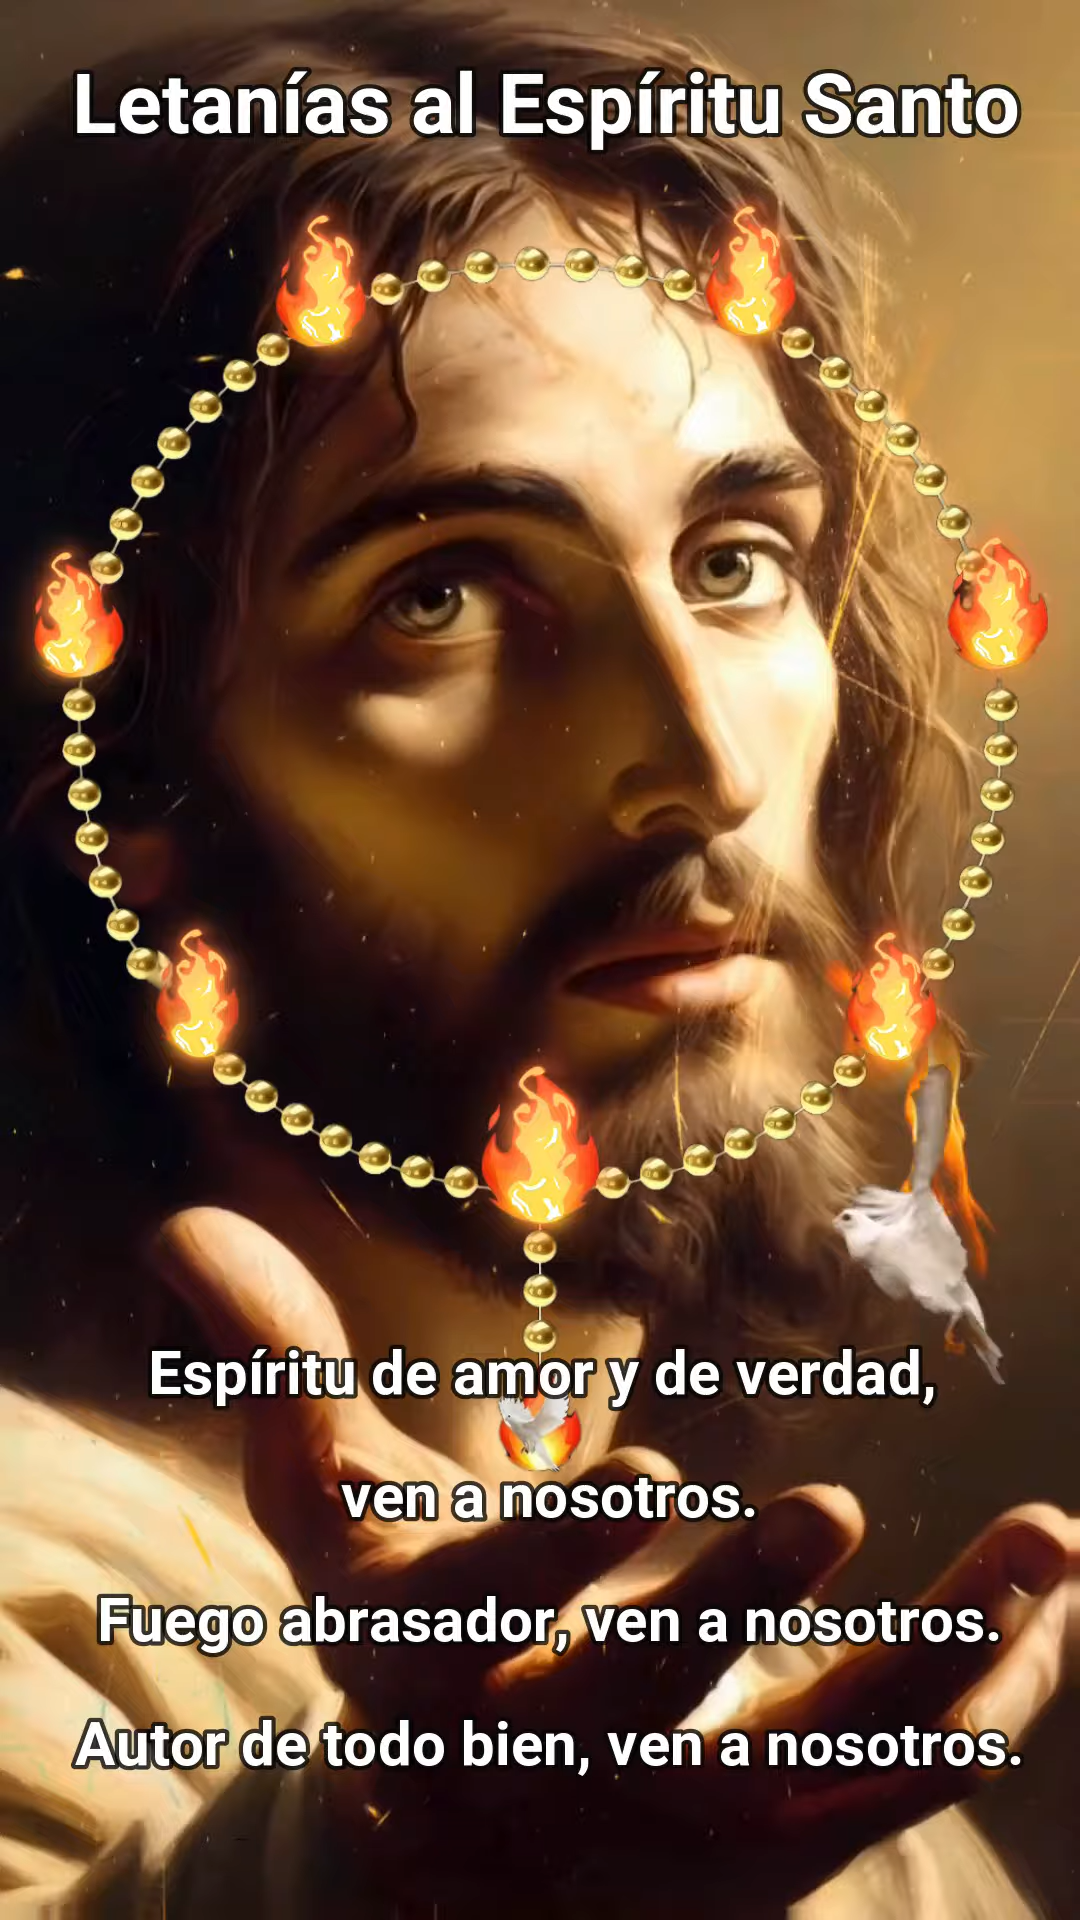 Letanías al Espíritu Santo
Espíritu de amor y de verdad,
ven a nosotros.
Fuego abrasador, ven a nosotros.
Autor de todo bien, ven a nosotros.